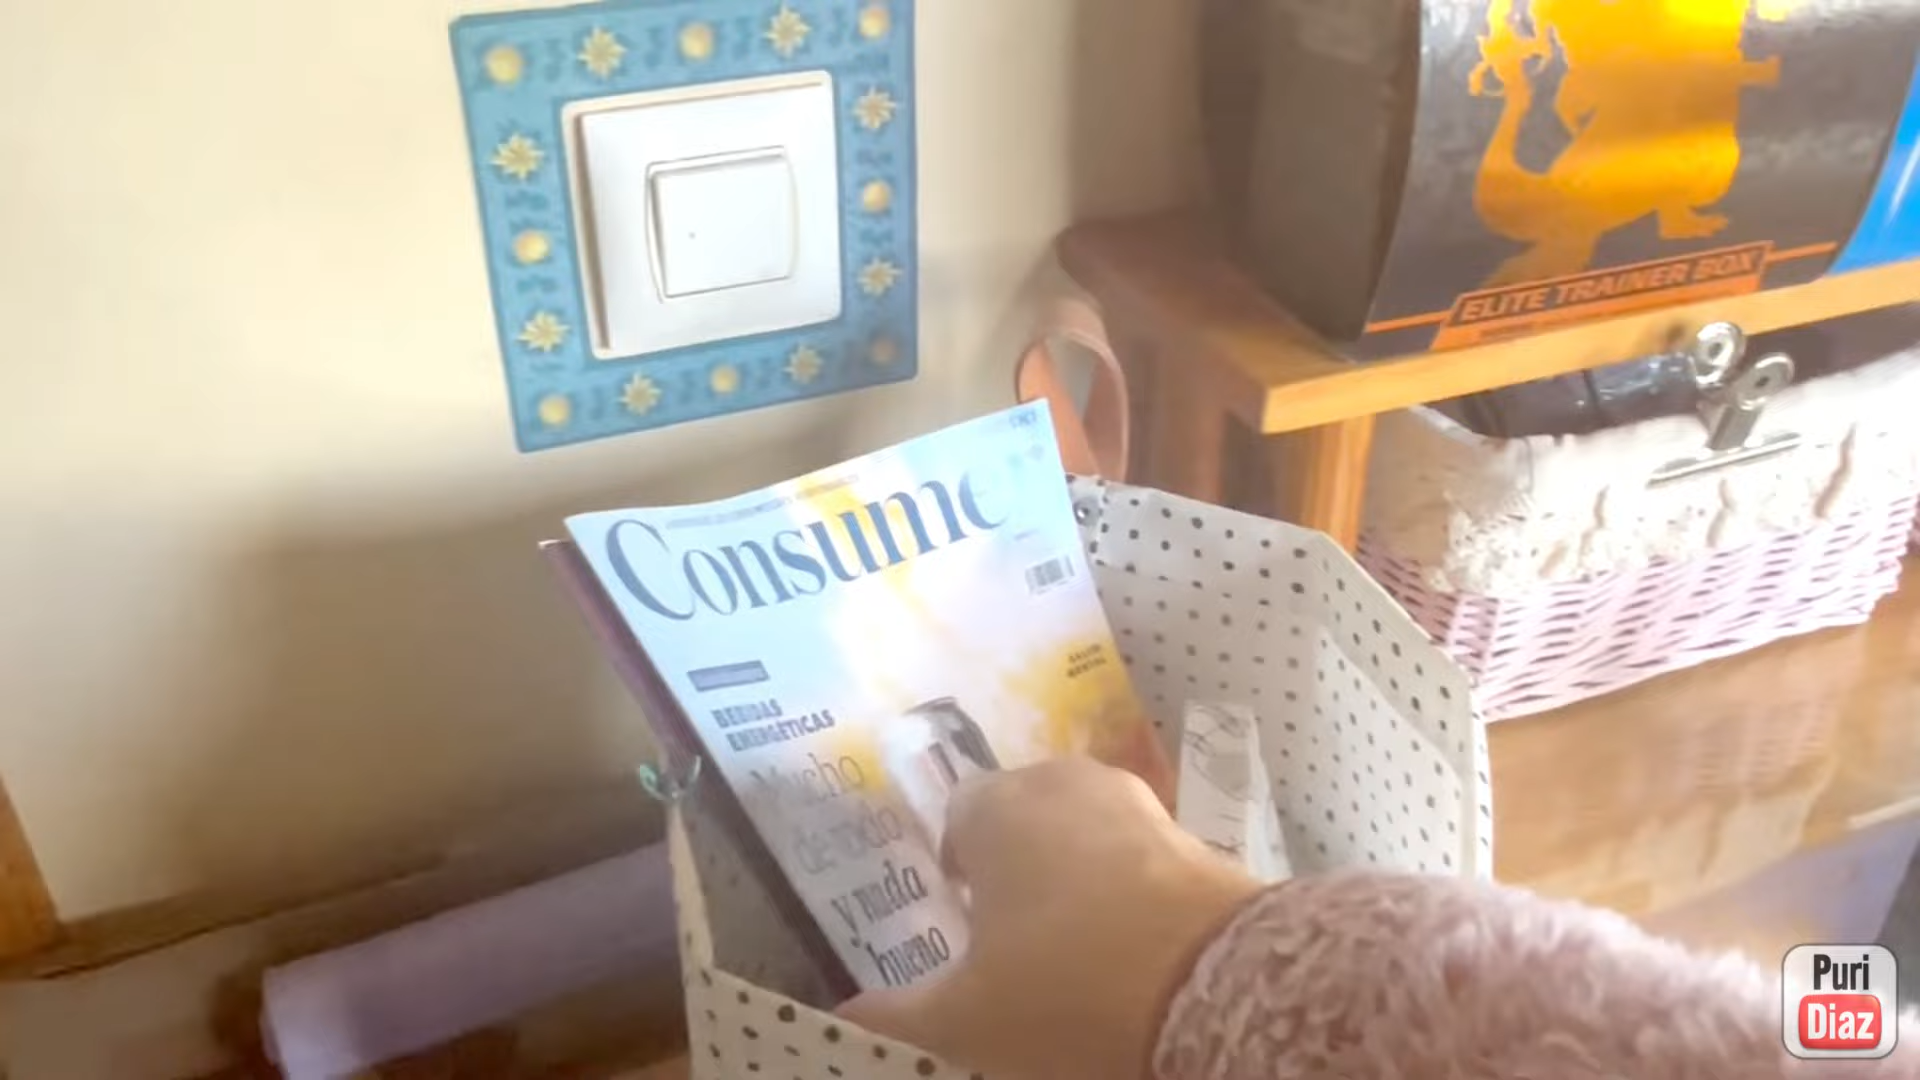 ELITE TRAINER BOX
Consume
BEBIDAS
ENERGÉTICAS
Mucho
de todo
y nada
bueno
Puri
Diaz